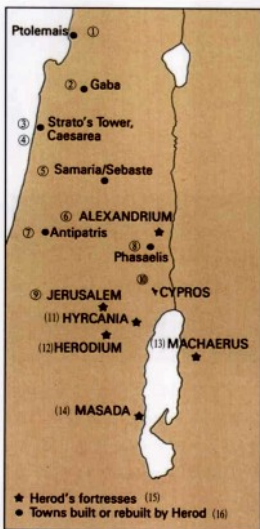 Ptolemais ①
② Gaba
③ Strato's Tower,
④ Caesarea
⑤ Samaria/Sebaste
⑥ ALEXANDRIUM
⑦ Antipatris
⑧
Phasaelis
⑩
CYPROS
⑨ JERUSALEM
(11) HYRCANIA
(12) HERODIUM
(13) MACHAERUS
(14) MASADA
Herod's fortresses (15)
Towns built or rebuilt by Herod (16)